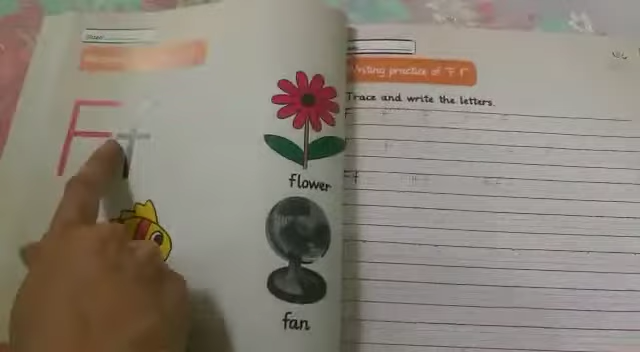 F f
flower
fan
Writing practice of F f
Trace and write the letters.
F f